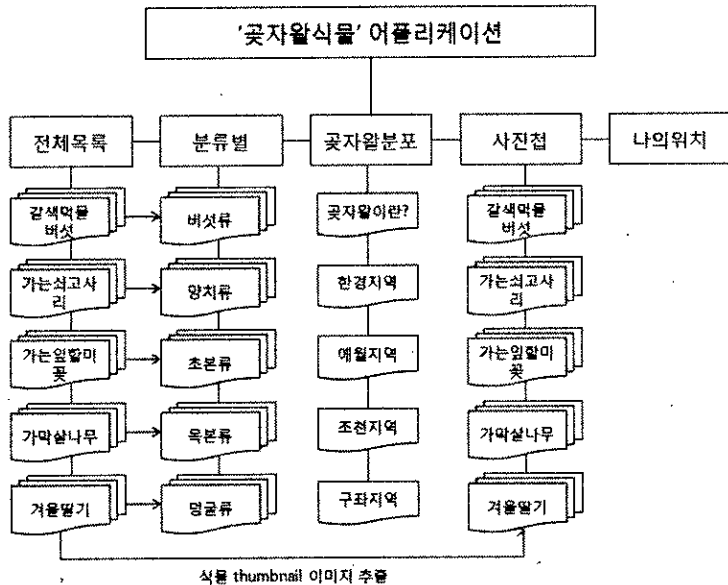 '곶자왈식물' 어플리케이션
전체목록 분류별 곶자왈분포 사진첩 나의위치
갈색먹물
버섯
버섯류
곶자왈이란?
갈색먹물
버섯
가는쇠고사
리
양치류
한경지역
가는쇠고사
리
가는잎할미
꽃
초본류
애월지역
가는잎할미
꽃
가막살나무
목본류
조천지역
가막살나무
겨울딸기
덩굴류
구좌지역
겨울딸기
식물 thumbnail 이미지 추출